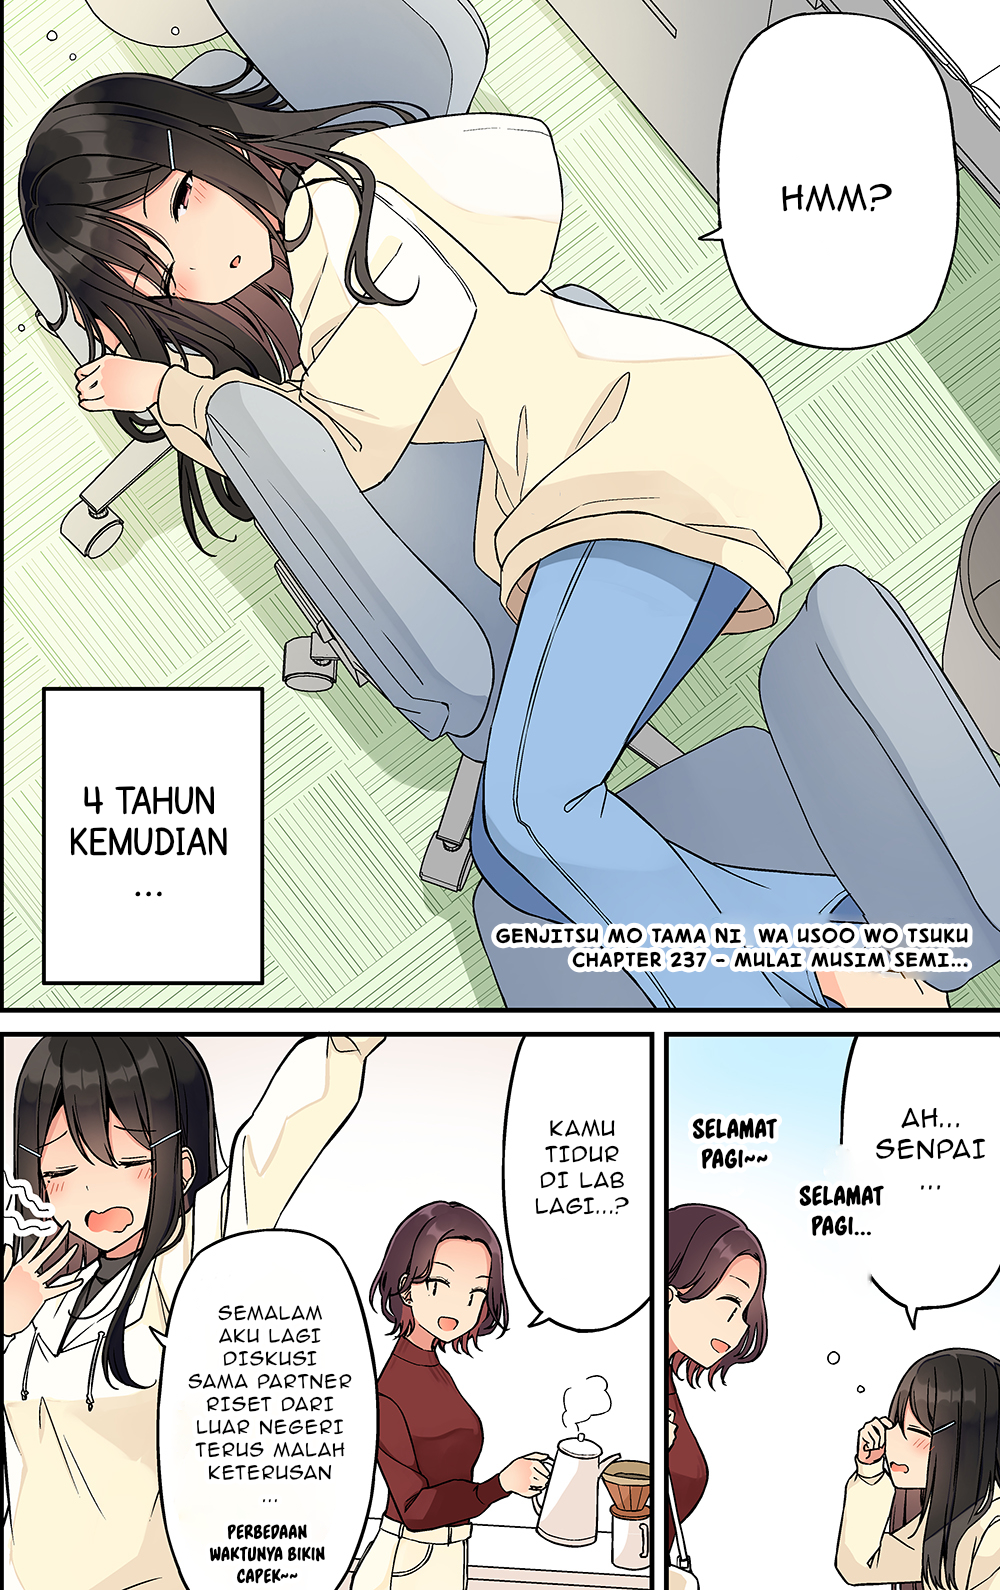 HMM?
4 TAHUN
KEMUDIAN
...
GENJITSU MO TAMA NI WA USOO WO TSUKU
CHAPTER 237 - MULAI MUSIM SEMI...
AH...
SENPAI
...
SELAMAT
PAGI~~
SELAMAT
PAGI...
KAMU
TIDUR
DI LAB
LAGI...?
SEMALAM
AKU LAGI
DISKUSI
SAMA PARTNER
RISET DARI
LUAR NEGERI
TERUS MALAH
KETERUSAN
...
PERBEDAAN
WAKTUNYA BIKIN
CAPEK~~